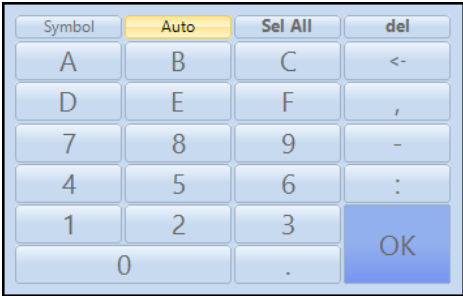 Symbol Auto Sel All del
A B C <-
D E F ,
7 8 9 -
4 5 6 :
1 2 3 OK
0 .